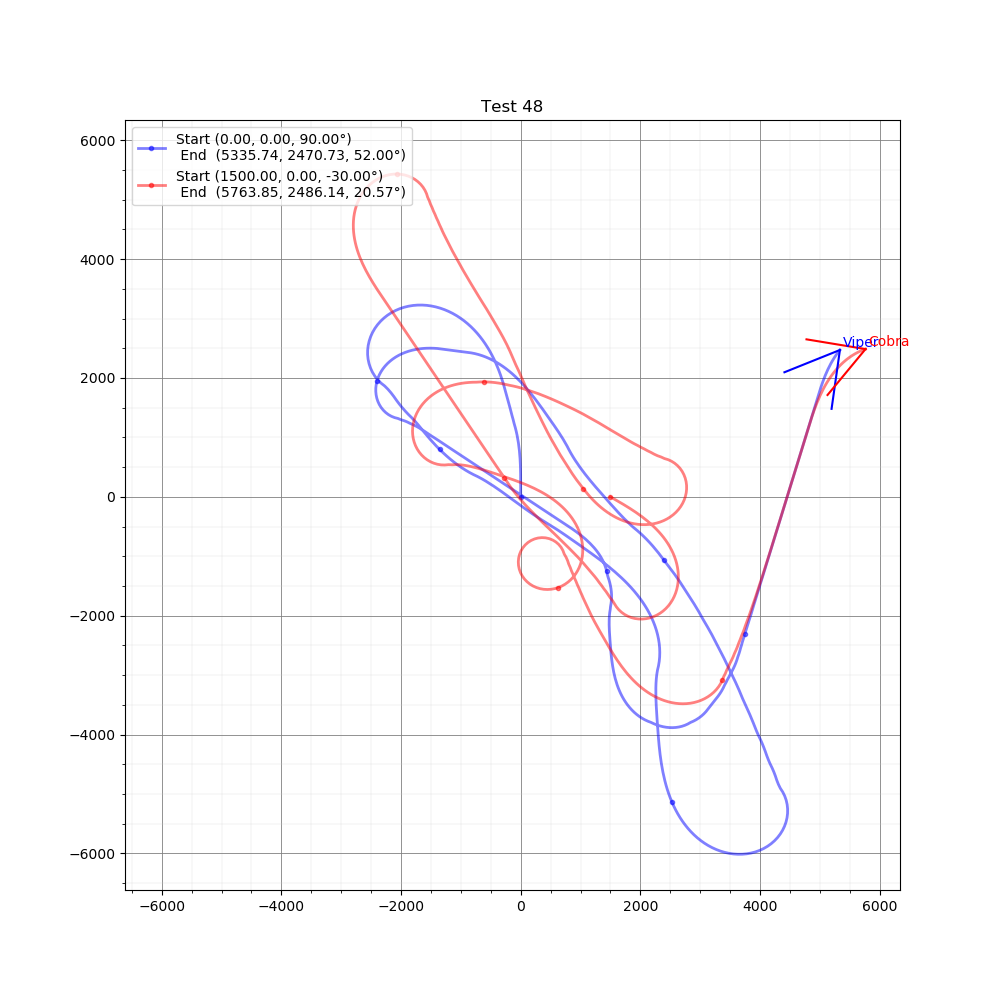 Test 48
Start (0.00, 0.00, 90.00°)
End (5335.74, 2470.73, 52.00°)
Start (1500.00, 0.00, -30.00°)
End (5763.85, 2486.14, 20.57°)
6000
4000
2000
0
−2000
−4000
−6000
Viper
Cobra
−6000 −4000 −2000 0 2000 4000 6000